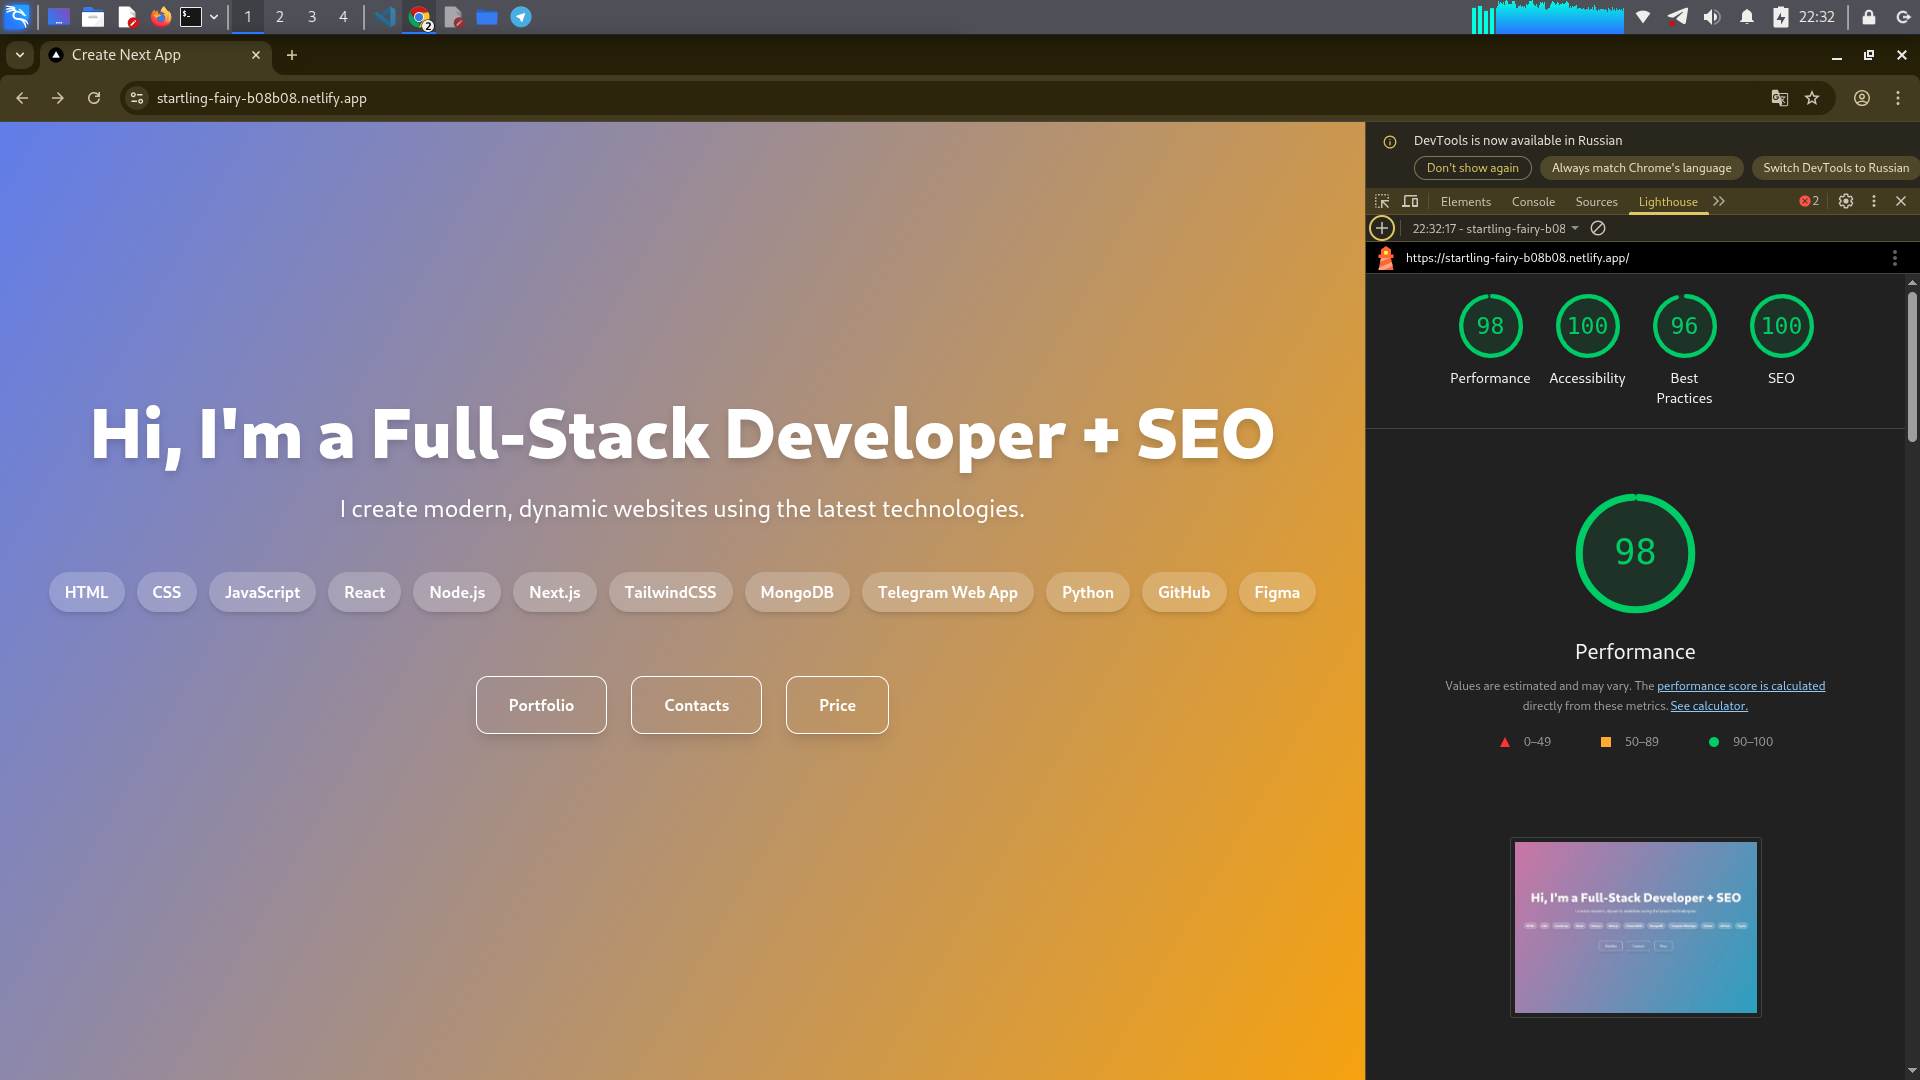 1 2 3 4 2 22:32
Create Next App
startling-fairy-b08b08.netlify.app
Hi, I'm a Full-Stack Developer + SEO
I create modern, dynamic websites using the latest technologies.
HTML CSS JavaScript React Node.js Next.js TailwindCSS MongoDB Telegram Web App Python GitHub Figma
Portfolio Contacts Price
DevTools is now available in Russian
Don't show again Always match Chrome's language Switch DevTools to Russian
Elements Console Sources Lighthouse 2
22:32:17 - startling-fairy-b08
https://startling-fairy-b08b08.netlify.app/
98 100 96 100
Performance Accessibility Best Practices SEO
98
Performance
Values are estimated and may vary. The performance score is calculated
directly from these metrics. See calculator.
0–49 50–89 90–100
Hi, I'm a Full-Stack Developer + SEO